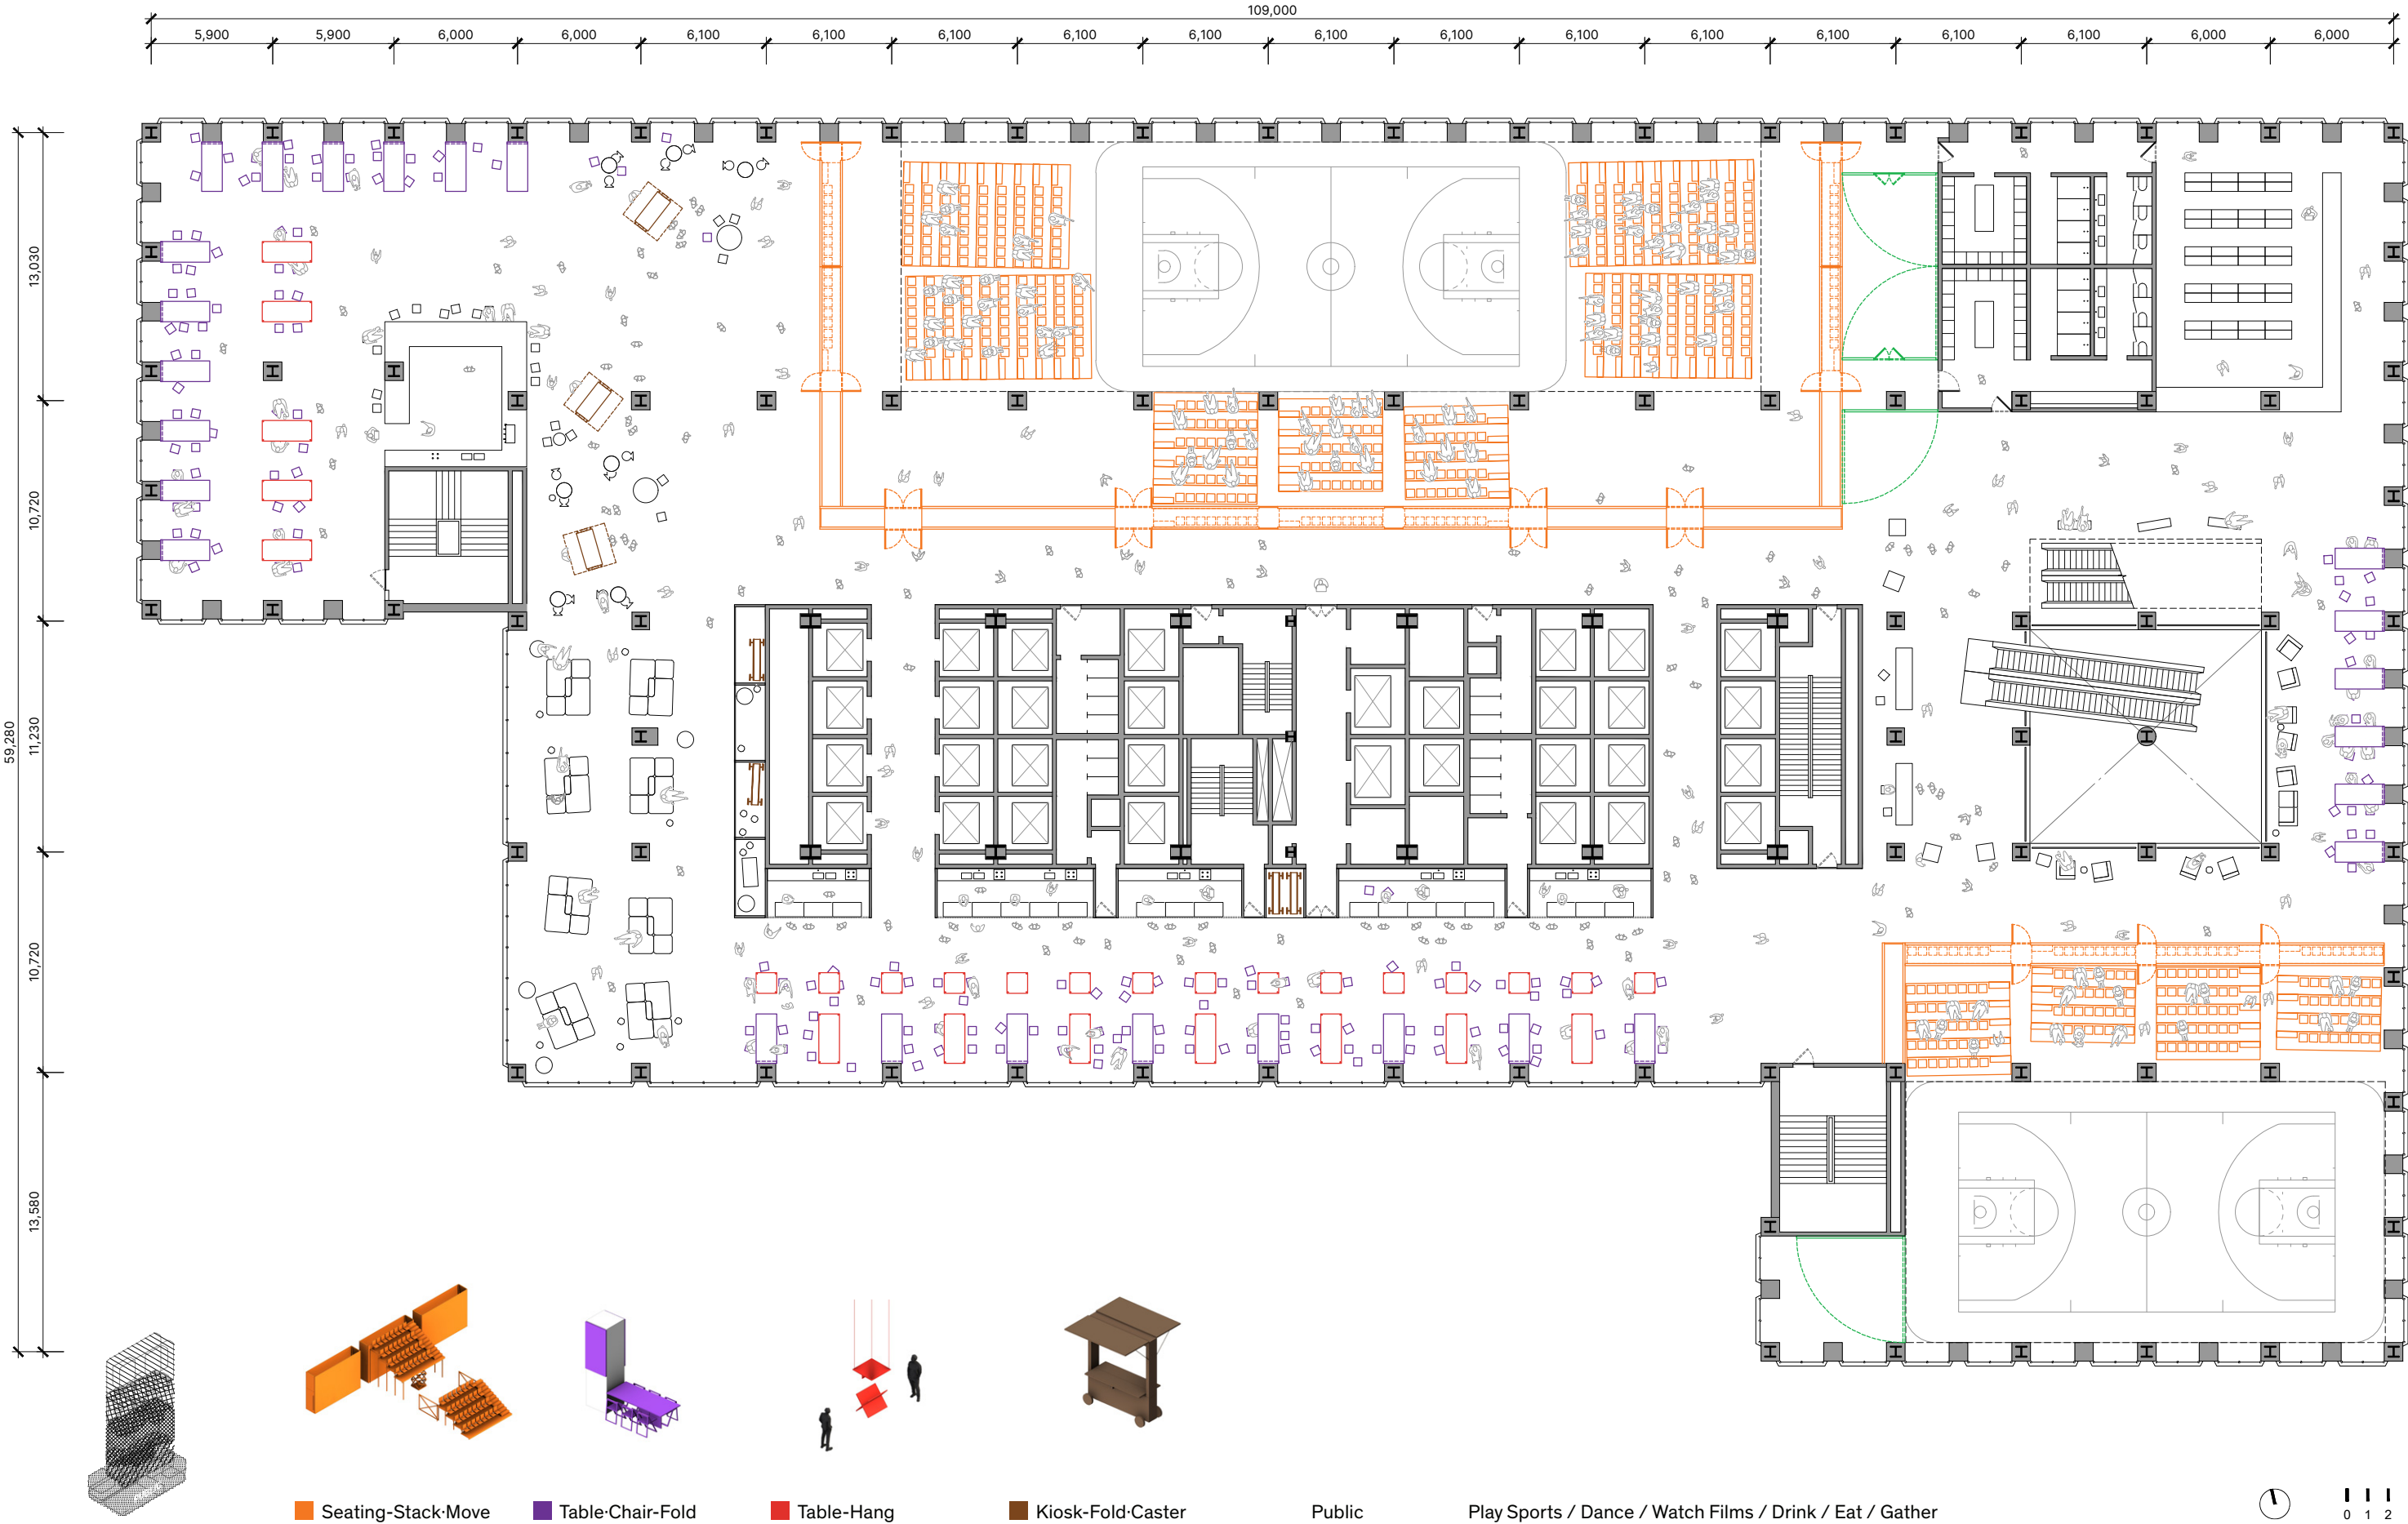 109,000
5,900 5,900 6,000 6,000 6,100 6,100 6,100 6,100 6,100 6,100 6,100 6,100 6,100 6,100 6,100 6,100 6,000 6,000
59,280
13,030
10,720
11,230
10,720
13,580
Seating-Stack·Move Table·Chair-Fold Table-Hang Kiosk-Fold·Caster Public Play Sports / Dance / Watch Films / Drink / Eat / Gather
0 1 2